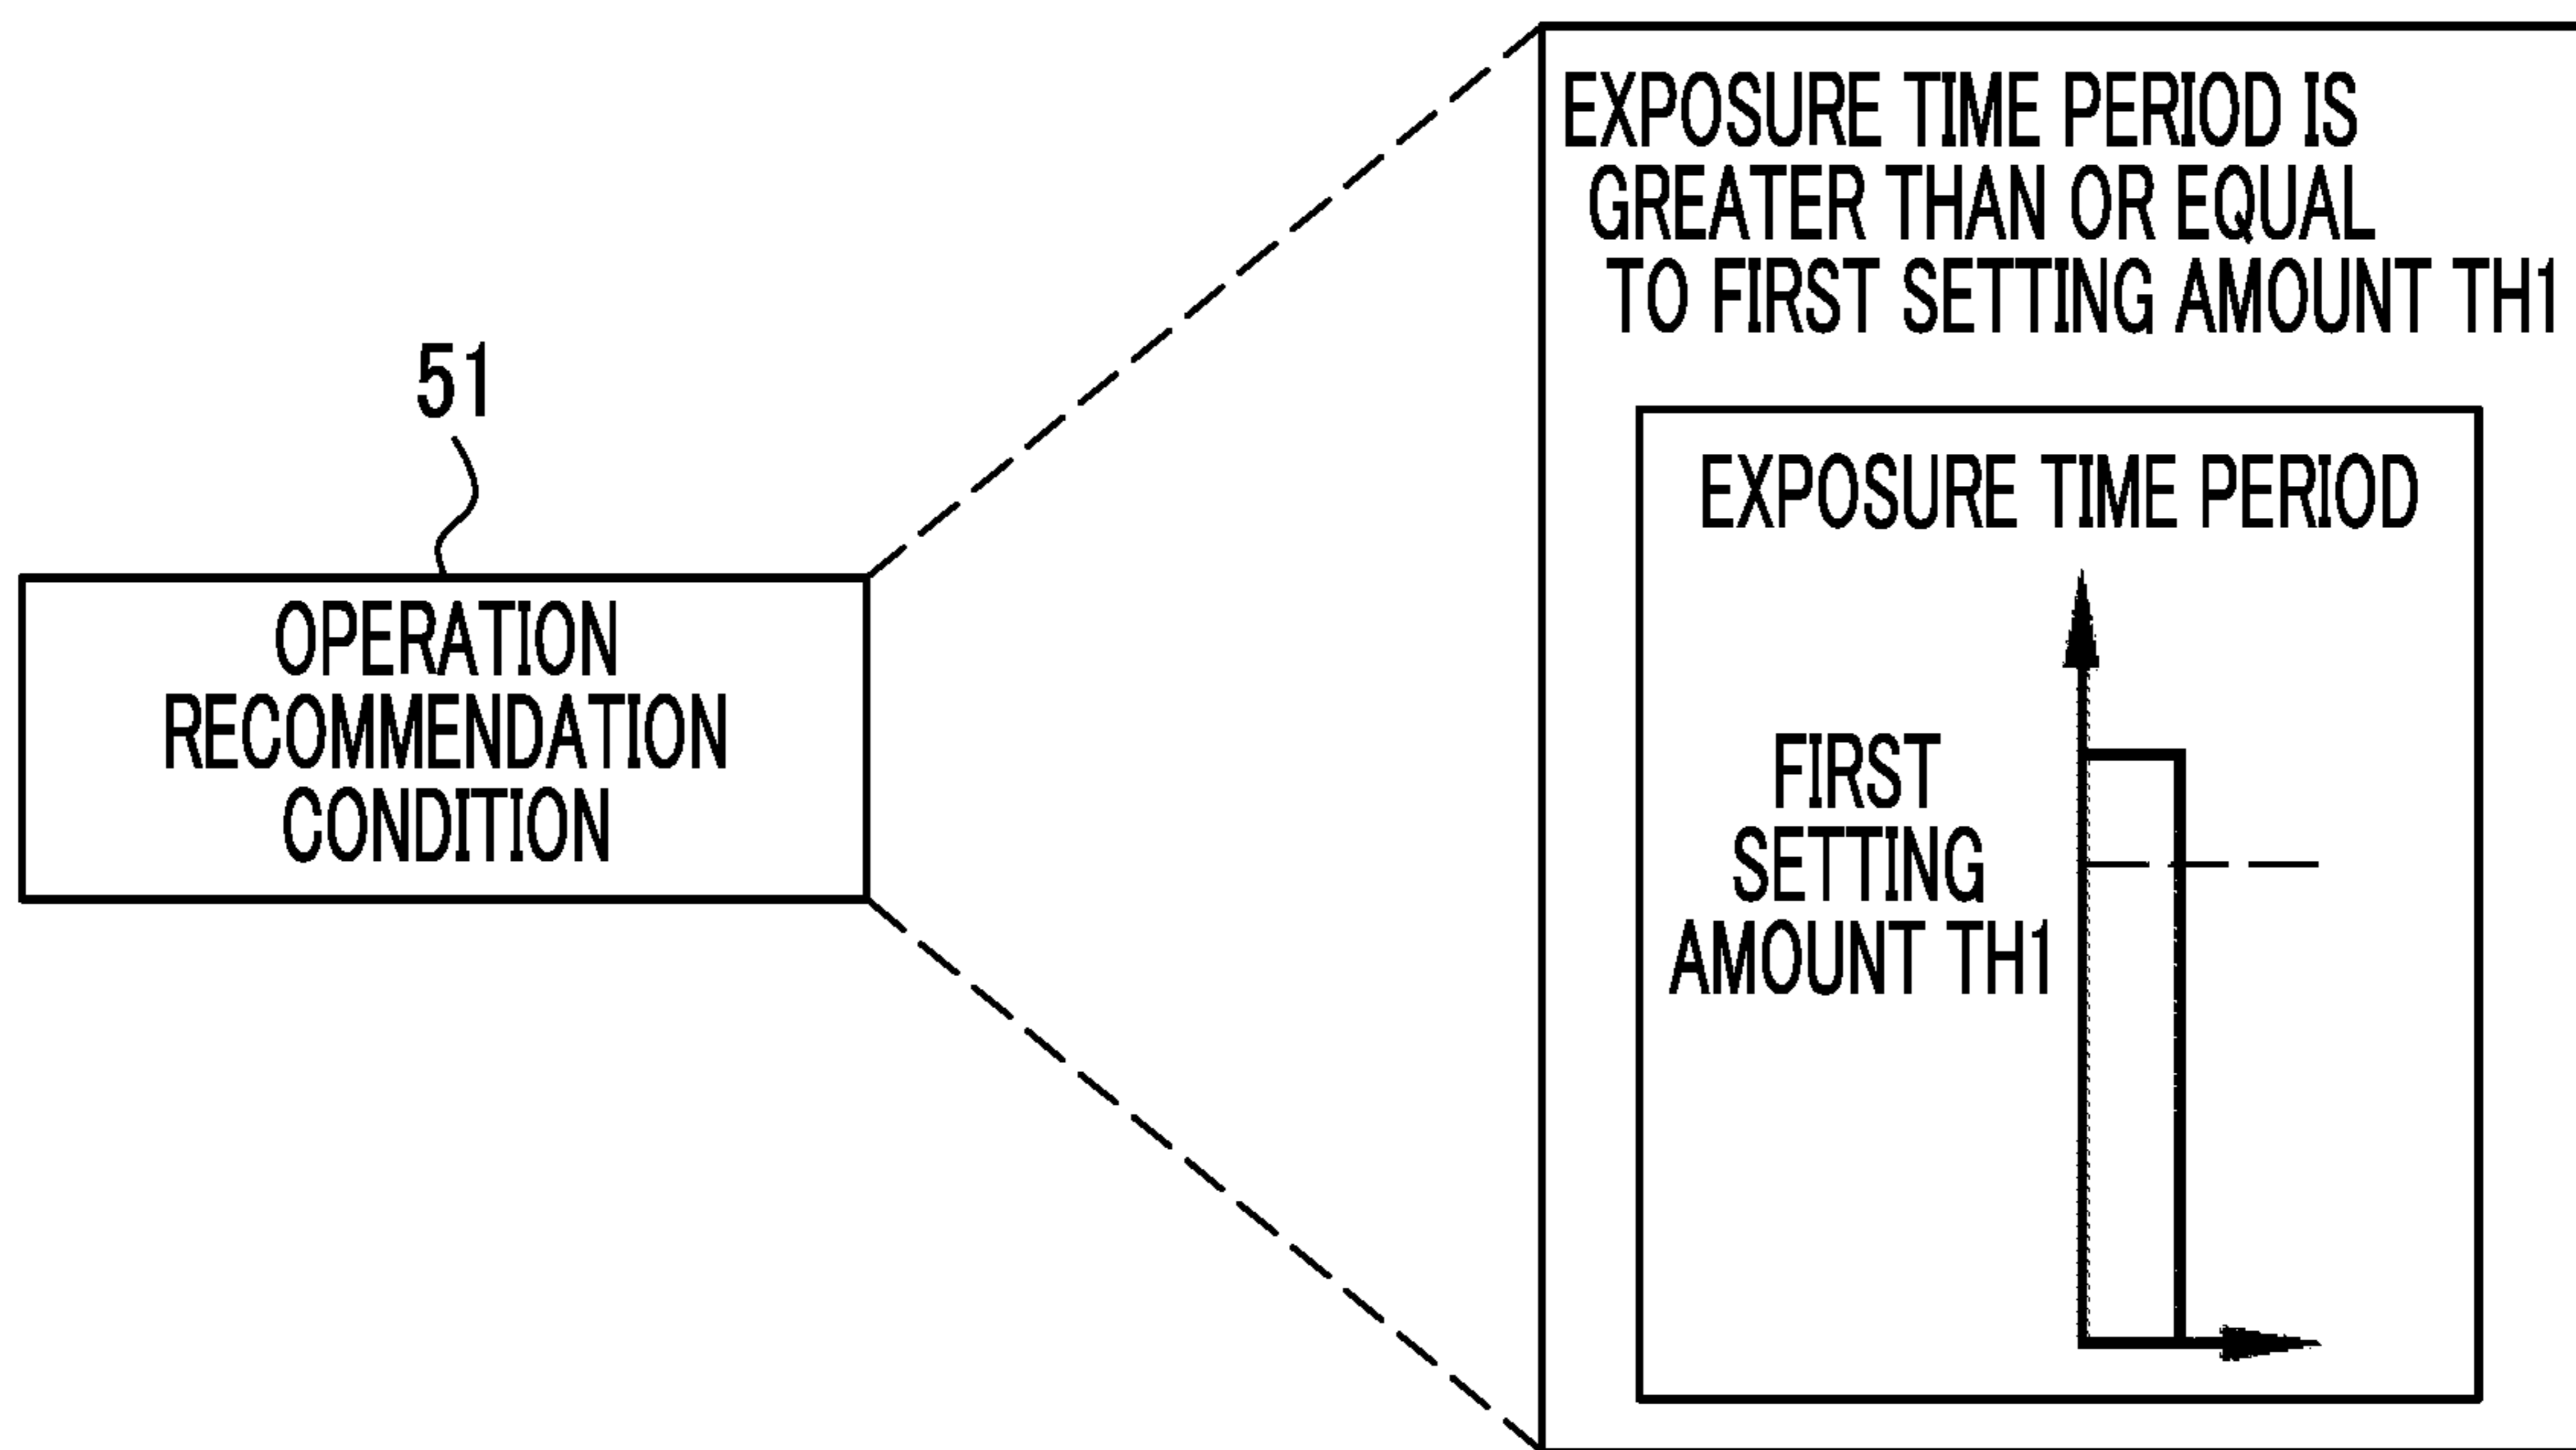 51
OPERATION
RECOMMENDATION
CONDITION
EXPOSURE TIME PERIOD IS
GREATER THAN OR EQUAL
TO FIRST SETTING AMOUNT TH1
EXPOSURE TIME PERIOD
FIRST
SETTING
AMOUNT TH1